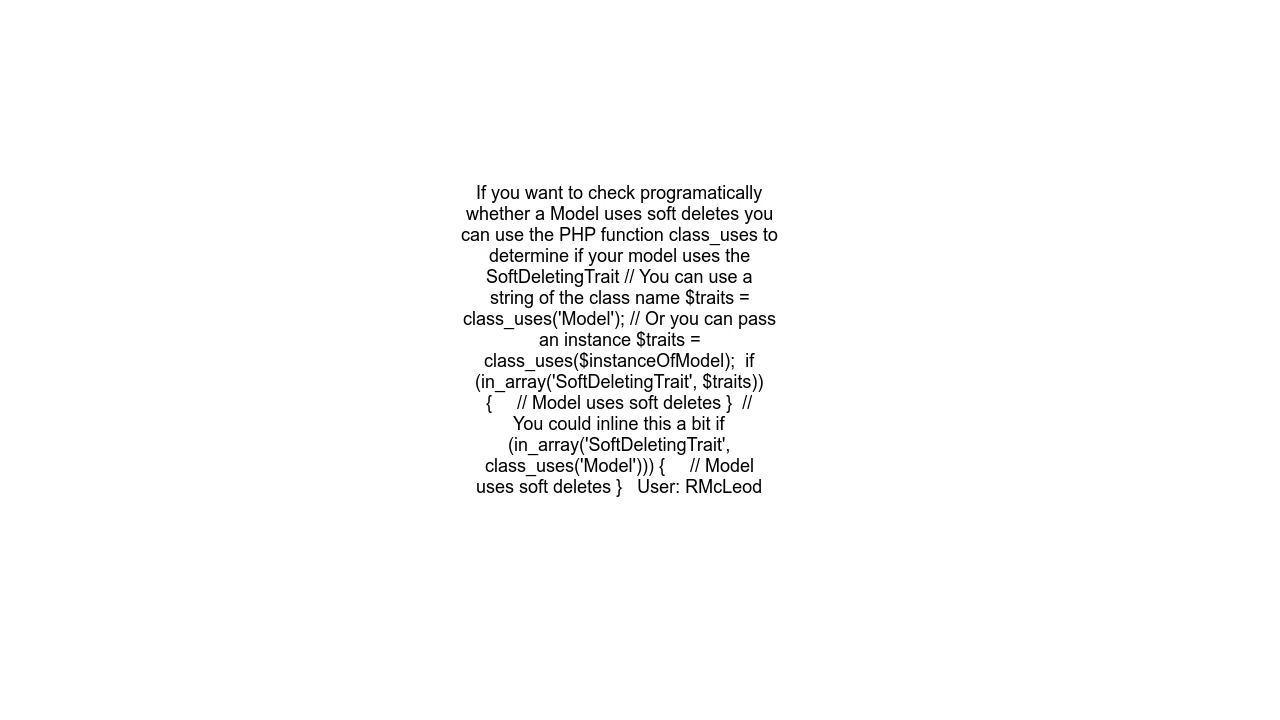 If you want to check programatically
whether a Model uses soft deletes you
can use the PHP function class_uses to
determine if your model uses the
SoftDeletingTrait // You can use a
string of the class name $traits =
class_uses('Model'); // Or you can pass
an instance $traits =
class_uses($instanceOfModel);  if
(in_array('SoftDeletingTrait', $traits))
{     // Model uses soft deletes }  //
You could inline this a bit if
(in_array('SoftDeletingTrait',
class_uses('Model'))) {     // Model
uses soft deletes }   User: RMcLeod